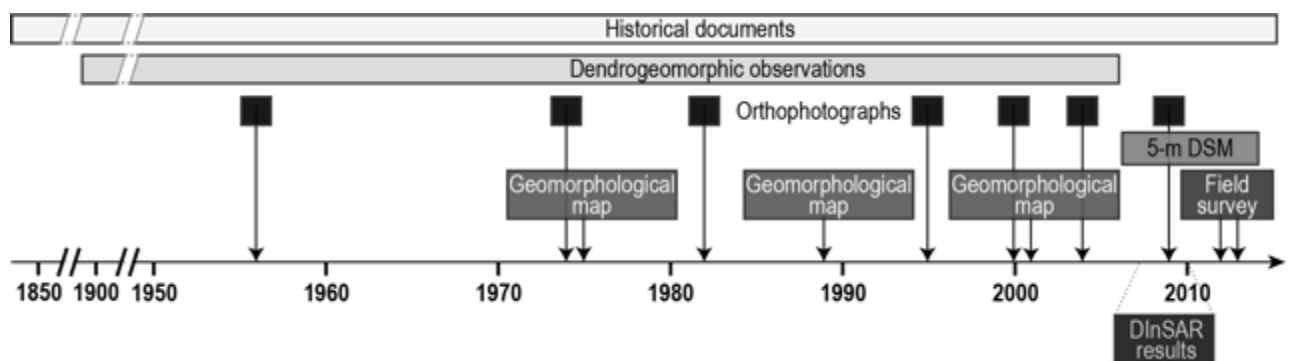 Historical documents
Dendrogeomorphic observations
Orthophotographs
5-m DSM
Geomorphological
map
Geomorphological
map
Geomorphological
map
Field
survey
1850 1900 1950 1960 1970 1980 1990 2000 2010
DInSAR
results